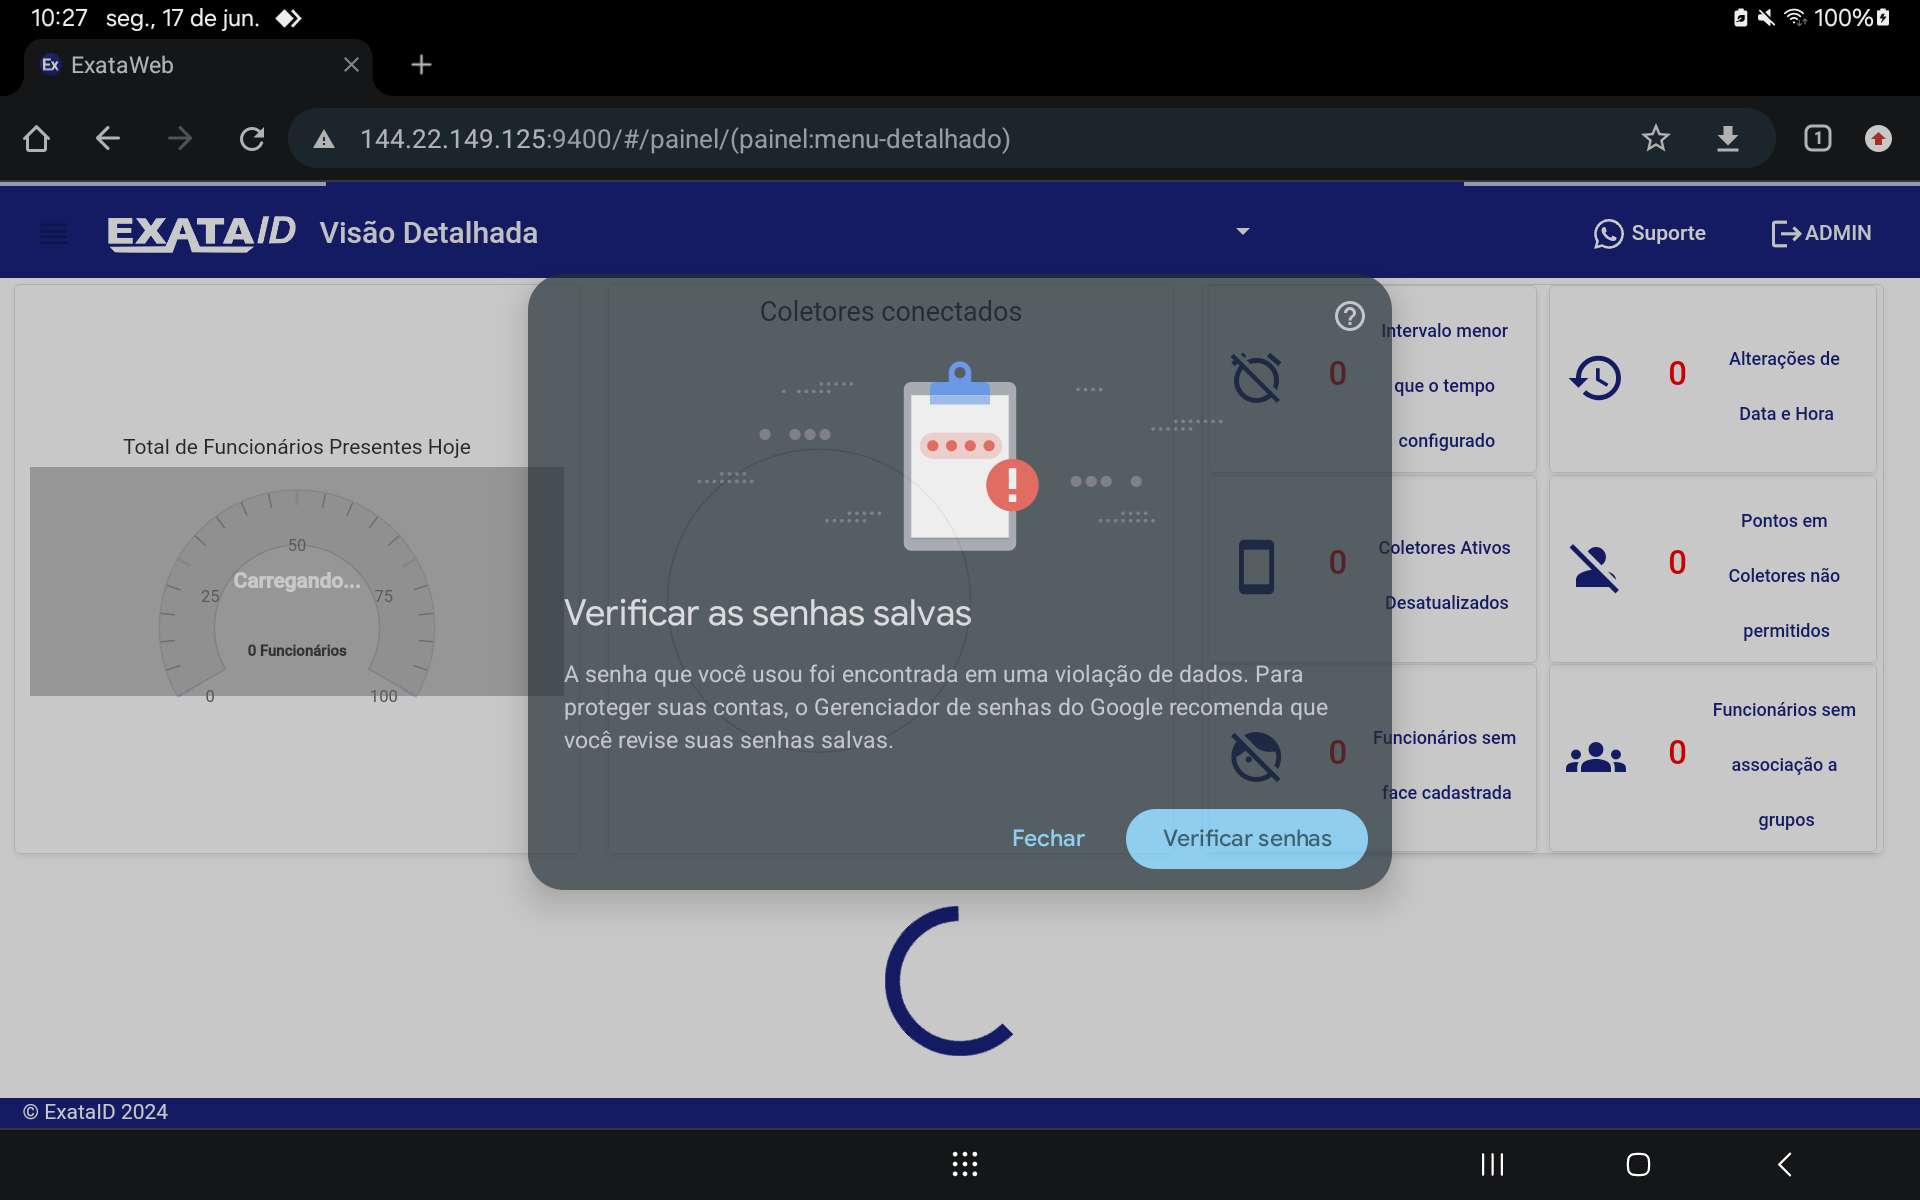 10:27 seg., 17 de jun.
100%
Ex ExataWeb
144.22.149.125:9400/#/painel/(painel:menu-detalhado)
1
EXATAID Visão Detalhada
Suporte
ADMIN
Total de Funcionários Presentes Hoje
50
Carregando...
25
75
0 Funcionários
0
100
Coletores conectados
Verificar as senhas salvas
A senha que você usou foi encontrada em uma violação de dados. Para
proteger suas contas, o Gerenciador de senhas do Google recomenda que
você revise suas senhas salvas.
Fechar
Verificar senhas
0
Intervalo menor
que o tempo
configurado
0
Alterações de
Data e Hora
0
Coletores Ativos
Desatualizados
0
Pontos em
Coletores não
permitidos
0
Funcionários sem
face cadastrada
0
Funcionários sem
associação a
grupos
© ExataID 2024